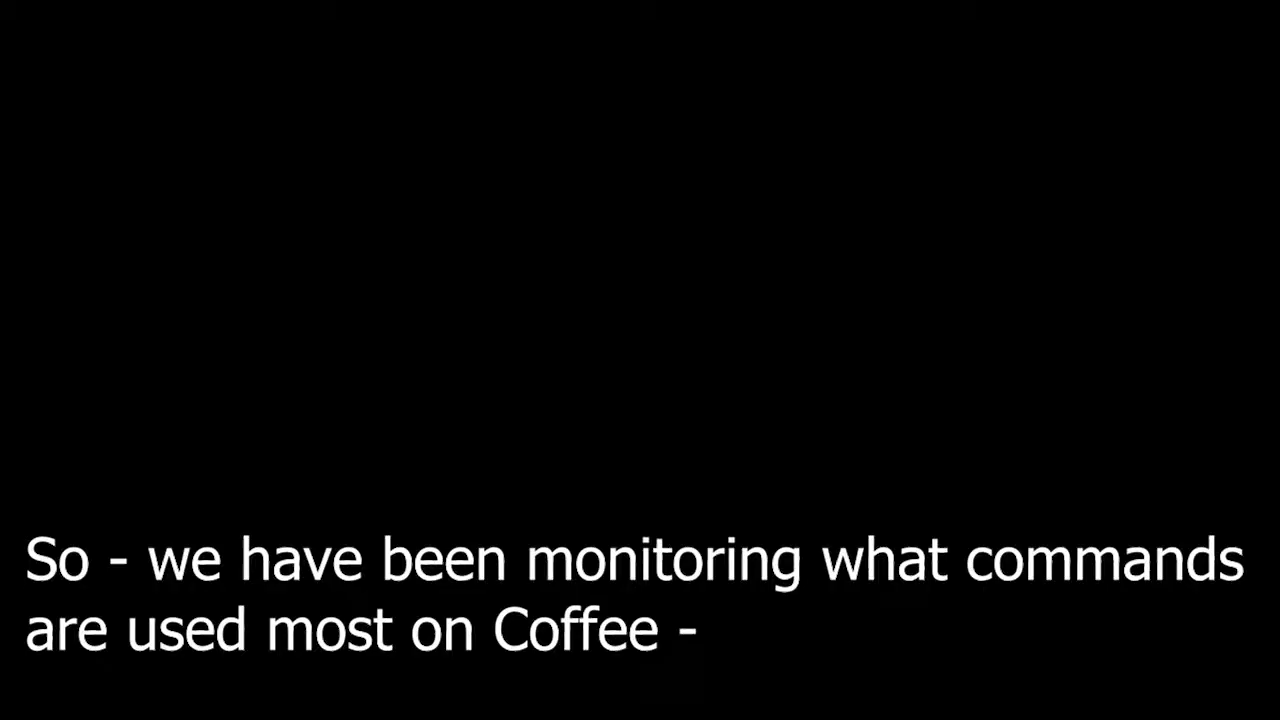 So - we have been monitoring what commands
are used most on Coffee -